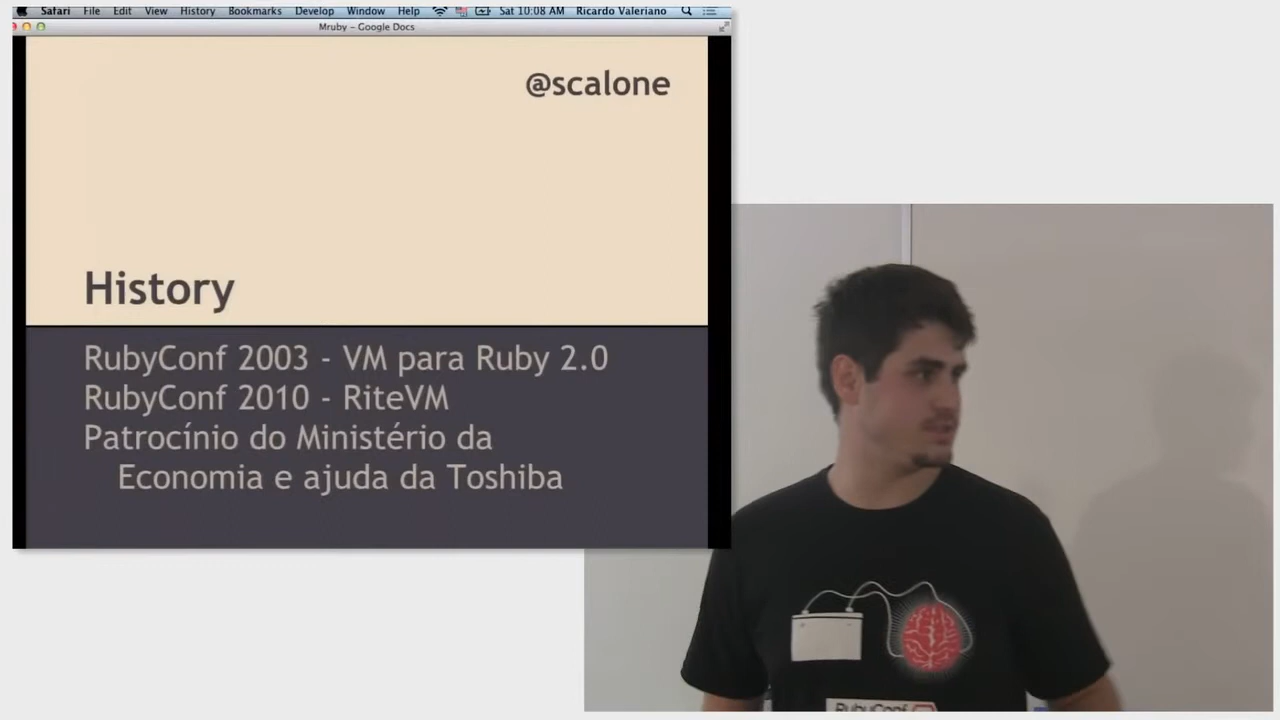 Safari File Edit View History Bookmarks Develop Window Help Sat 10:08 AM Ricardo Valeriano
Mruby – Google Docs
@scalone
History
RubyConf 2003 - VM para Ruby 2.0
RubyConf 2010 - RiteVM
Patrocínio do Ministério da
Economia e ajuda da Toshiba
RubyConf